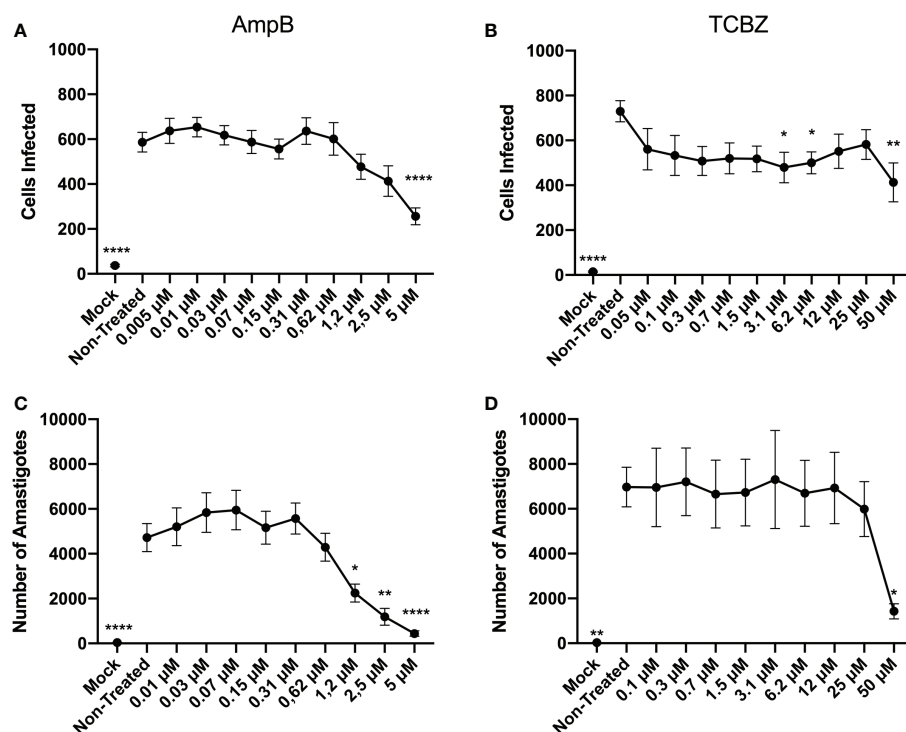 A
AmpB
1000
800
600
400
200
0
Cells Infected
****
****
Mock
Non-Treated
0.005 µM
0.01 µM
0.03 µM
0.07 µM
0.15 µM
0.31 µM
0,62 µM
1,2 µM
2,5 µM
5 µM
B
TCBZ
1000
800
600
400
200
0
Cells Infected
****
*
*
**
Mock
Non-Treated
0.05 µM
0.1 µM
0.3 µM
0.7 µM
1.5 µM
3.1 µM
6.2 µM
12 µM
25 µM
50 µM
C
10000
8000
6000
4000
2000
0
Number of Amastigotes
****
*
**
****
Mock
Non-Treated
0.01 µM
0.03 µM
0.07 µM
0.15 µM
0.31 µM
0,62 µM
1,2 µM
2,5 µM
5 µM
D
10000
8000
6000
4000
2000
0
Number of Amastigotes
**
*
Mock
Non-Treated
0.1 µM
0.3 µM
0.7 µM
1.5 µM
3.1 µM
6.2 µM
12 µM
25 µM
50 µM